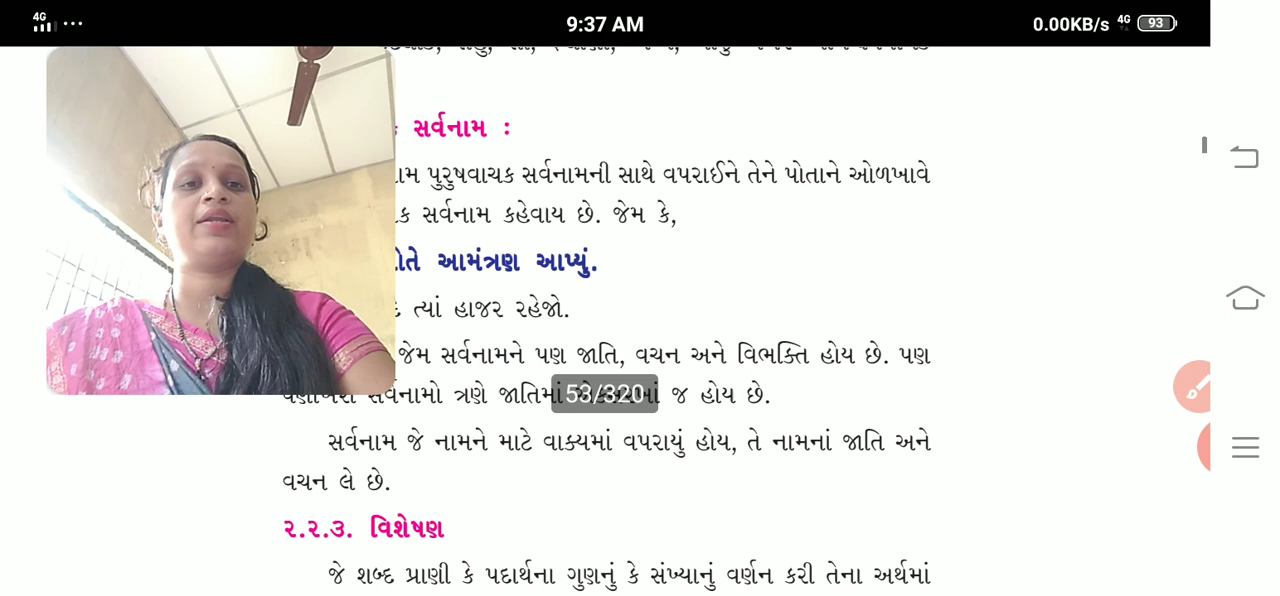 4G
9:37 AM
0.00KB/s 4G 93
સર્વનામ :
પુરુષવાચક સર્વનામની સાથે વપરાઈને તેને પોતાને ઓળખાવે
સર્વનામ કહેવાય છે. જેમ કે,
આમંત્રણ આપ્યું.
ત્યાં હાજર રહેજો.
જેમ સર્વનામને પણ જાતિ, વચન અને વિભક્તિ હોય છે. પણ
સર્વનામો ત્રણે જાતિમાં જ હોય છે.
53/320
સર્વનામ જે નામને માટે વાક્યમાં વપરાયું હોય, તે નામનાં જાતિ અને
વચન લે છે.
૨.૨.૩. વિશેષણ
જે શબ્દ પ્રાણી કે પદાર્થના ગુણનું કે સંખ્યાનું વર્ણન કરી તેના અર્થમાં